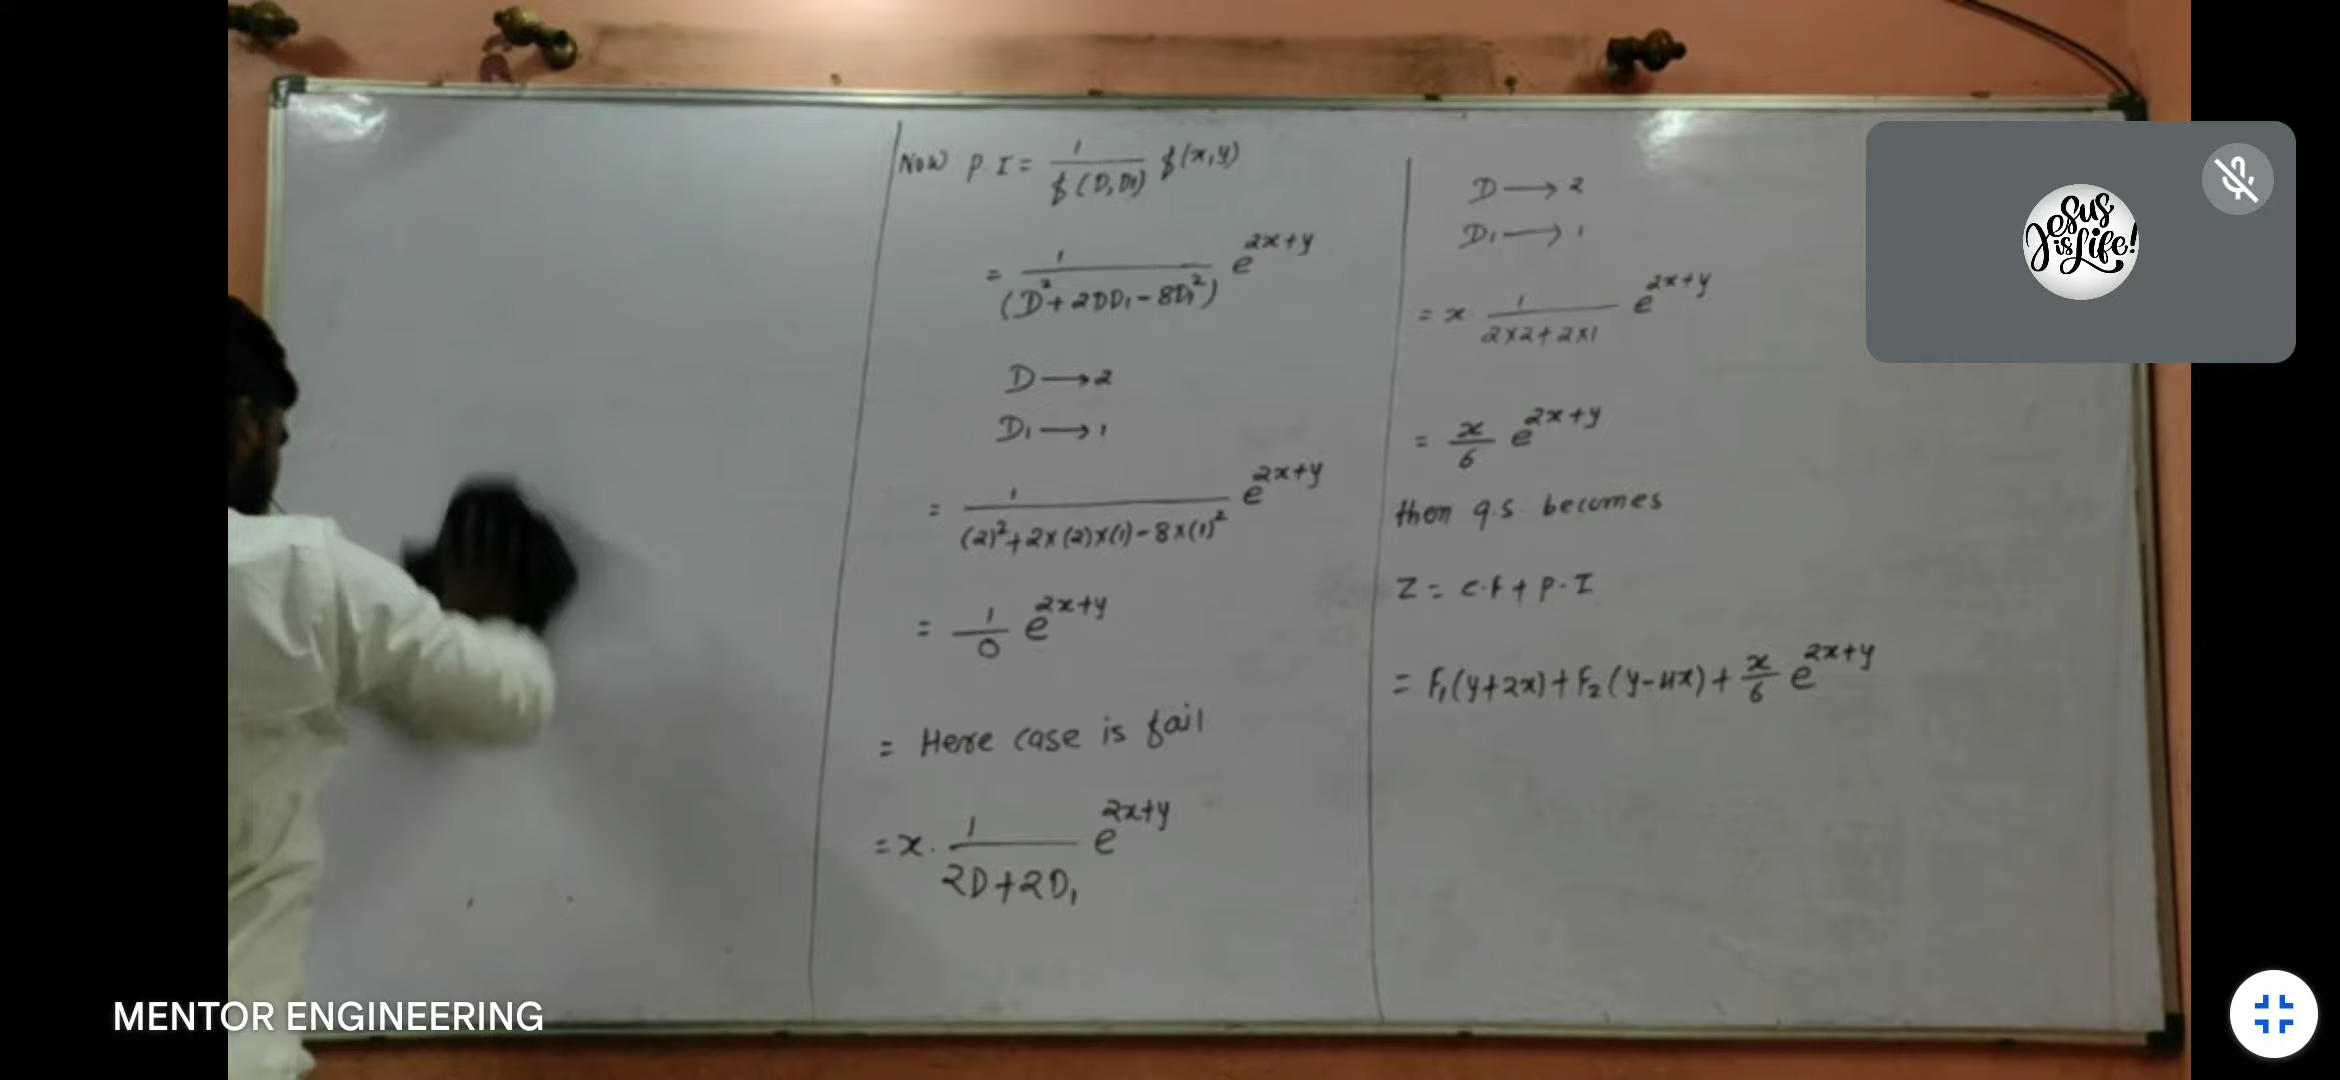 Now P.I = 1/f(D,D1) f(x,y)
= 1/(D²+2DD₁-8D₁²) e^2x+y
D→2
D₁→1
= 1/((2)²+2×(2)×(1)-8×(1)²) e^2x+y
= 1/0 e^2x+y
= Here case is fail
= x. 1/(2D+2D₁) e^2x+y
D→2
D₁→1
= x 1/(2×2+2×1) e^2x+y
= x/6 e^2x+y
then g.s. becomes
Z = C.F + P.I
= F₁(y+2x)+F₂(y-4x)+ x/6 e^2x+y
Jesus
is Life!
MENTOR ENGINEERING